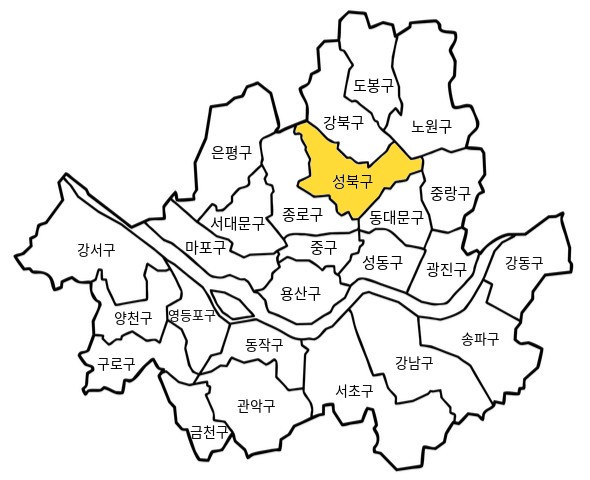 도봉구
강북구
노원구
은평구
성북구
중랑구
종로구
동대문구
서대문구
마포구
중구
강서구
성동구
광진구
강동구
용산구
양천구
영등포구
동작구
송파구
구로구
강남구
서초구
관악구
금천구